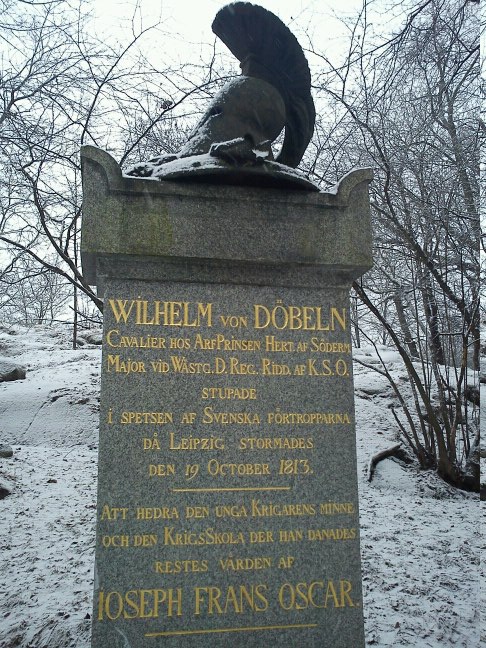 WILHELM VON DÖBELN
CAVALIER HOS ARFPRINSEN HERT. AF SÖDERM.
MAJOR VID WÄSTG. D. REG. RIDD. AF K.S.O.
STUPADE
I SPETSEN AF SVENSKA FÖRTROPPARNA
DÅ LEIPZIG STORMADES
DEN 19 OCTOBER 1813.
ATT HEDRA DEN UNGA KRIGARENS MINNE
OCH DEN KRIGSSKOLA DER HAN DANADES
RESTES VÅRDEN AF
IOSEPH FRANS OSCAR.